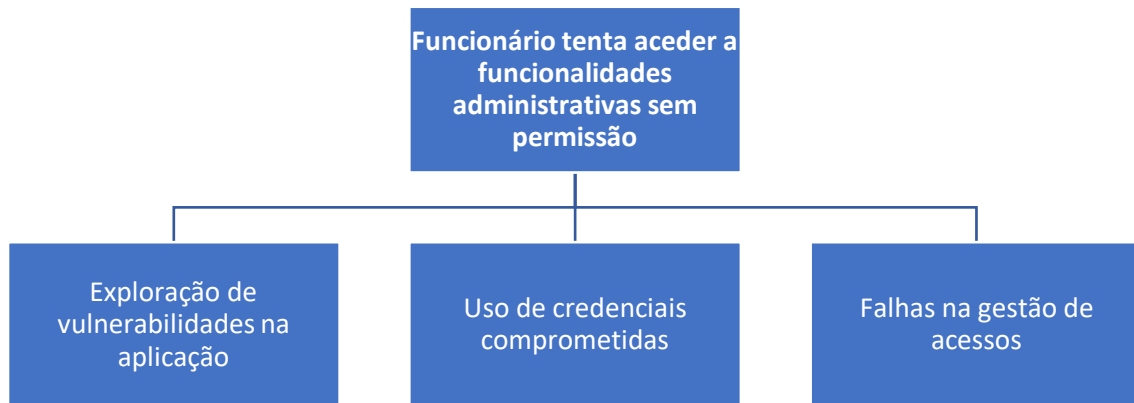 Funcionário tenta aceder a
funcionalidades
administrativas sem
permissão
Exploração de
vulnerabilidades na
aplicação
Uso de credenciais
comprometidas
Falhas na gestão de
acessos